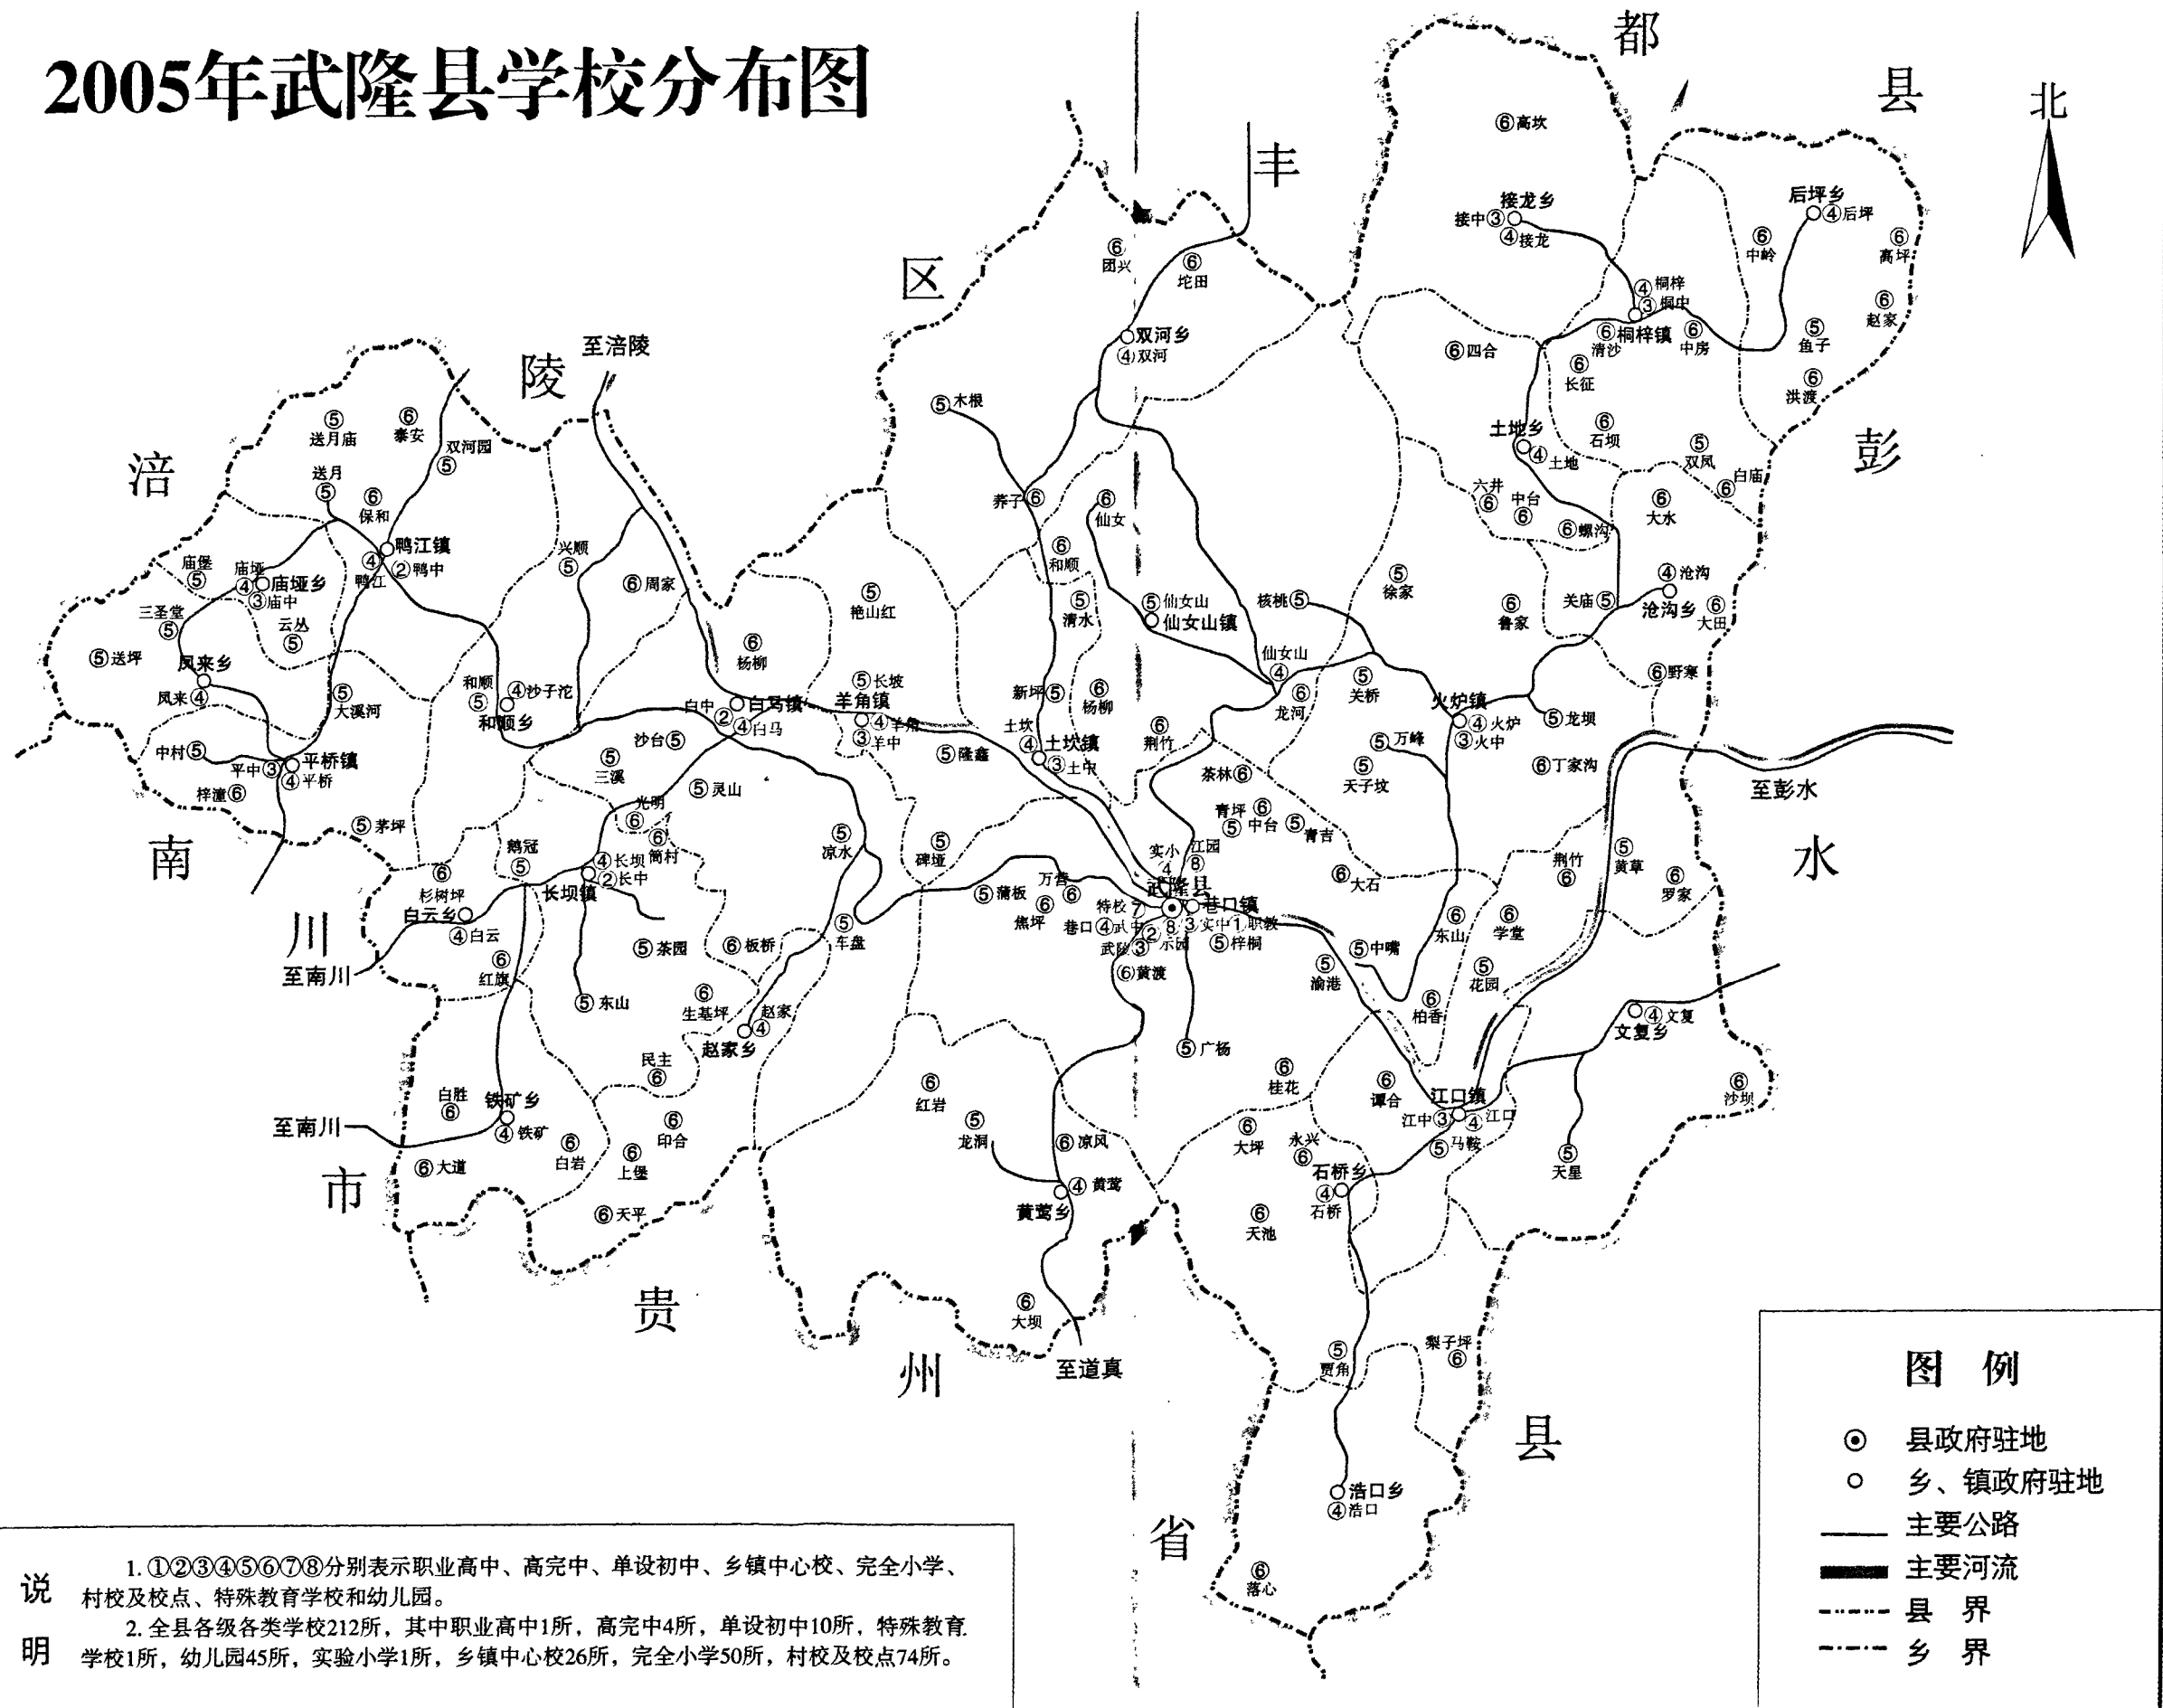 2005年武隆县学校分布图
都
县
北
丰
区
陵
涪
南
川
市
贵
州
省
县
水
彭
⑥高坎
接龙乡
接中③
④接龙
后坪乡
④后坪
⑥
中岭
⑥
高坪
⑥
赵家
⑤
鱼子
⑥
洪渡
④桐梓
③桐中
桐梓镇
⑥
清沙
⑥
中房
⑥
长征
⑥四合
⑥
石坝
⑤
双凤
白庙
⑥
⑥
大水
土地乡
④土地
六井
⑥
中台
⑥
⑥螺沟
⑥
团兴
⑥
坨田
双河乡
④双河
⑤木根
荞子⑥
⑥
仙女
⑥
和顺
⑤
清水
⑤仙女山
仙女山镇
核桃⑤
⑤
徐家
⑥
鲁家
关庙⑤
④沧沟
沧沟乡
⑥
大田
⑥野寨
仙女山
④
⑥
龙河
⑤
关桥
火炉镇
④火炉
③火中
⑤龙坝
⑤万峰
⑤
天子坟
⑥丁家沟
至彭水
至涪陵
⑤
送月庙
⑥
泰安
双河园
⑤
送月
⑤
⑥
保和
鸭江镇
④
鸭江
②鸭中
庙堡
⑤
庙垭
④
庙垭乡
③庙中
云丛
⑤
三圣堂
⑤
⑤送坪
凤来乡
凤来④
⑤
大溪河
中村⑤
平桥镇
平中③
④平桥
梓潼⑥
⑤茅坪
兴顺
⑤
⑥周家
和顺
⑤
④沙子沱
和顺乡
⑥
杨柳
白中
②
白马镇
④白马
沙台⑤
⑤
三溪
⑤灵山
光明
⑥
⑥
筒村
⑤
艳山红
⑤长坡
羊角镇
④羊角
③羊中
⑤隆鑫
新坪⑤
⑥
杨柳
土坎
④
土坎镇
③土中
⑥
荆竹
茶林⑥
青坪
⑤
⑥
中台
⑤
青吉
⑥大石
鹅冠
⑤
④长坝
②长中
长坝镇
⑥
杉树坪
白云乡
④白云
至南川
⑥
红旗
⑤
凉水
⑤
碑垭
⑤蒲板
万营
⑥
⑥
焦坪
实小
4
江园
8
武隆县
巷口镇
特校7
巷口④
武中
②
8
示园
3实中
1职教
武陵③
⑤梓桐
⑥黄渡
⑤
车盘
⑤茶园
⑥板桥
⑤东山
⑥
生基坪
赵家
④
赵家乡
民主
⑥
⑥
印合
白胜
⑥
铁矿乡
④铁矿
至南川
⑥大道
⑥
白岩
⑥
上堡
⑥天平
⑥
红岩
⑤
龙洞
⑥凉风
④黄莺
黄莺乡
⑥
大坝
至道真
⑤广杨
⑤
渝港
⑤中嘴
⑤
东山
⑥
学堂
荆竹
⑥
⑤
黄草
⑥
罗家
⑤
花园
⑥
柏香
④文复
文复乡
⑥
沙坝
⑥
桂花
⑥
谭合
江口镇
江中③
④江口
⑤马鞍
⑥
大坪
永兴
⑥
石桥乡
④
石桥
⑤
天星
⑥
天池
⑤
贾角
梨子坪
⑥
浩口乡
④浩口
⑥
落心
图 例
县政府驻地
乡、镇政府驻地
主要公路
主要河流
县 界
乡 界
说
明
1. ①②③④⑤⑥⑦⑧分别表示职业高中、高完中、单设初中、乡镇中心校、完全小学、
村校及校点、特殊教育学校和幼儿园。
2. 全县各级各类学校212所，其中职业高中1所，高完中4所，单设初中10所，特殊教育
学校1所，幼儿园45所，实验小学1所，乡镇中心校26所，完全小学50所，村校及校点74所。